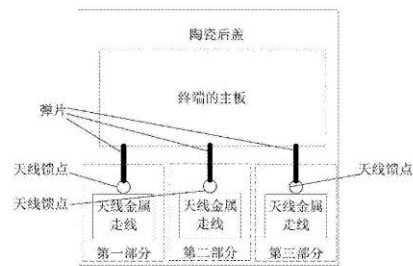 陶瓷后盖
终端的主板
弹片
天线馈点
天线馈点
天线馈点
天线金属
走线
天线金属
走线
天线金属
走线
第一部分
第二部分
第三部分